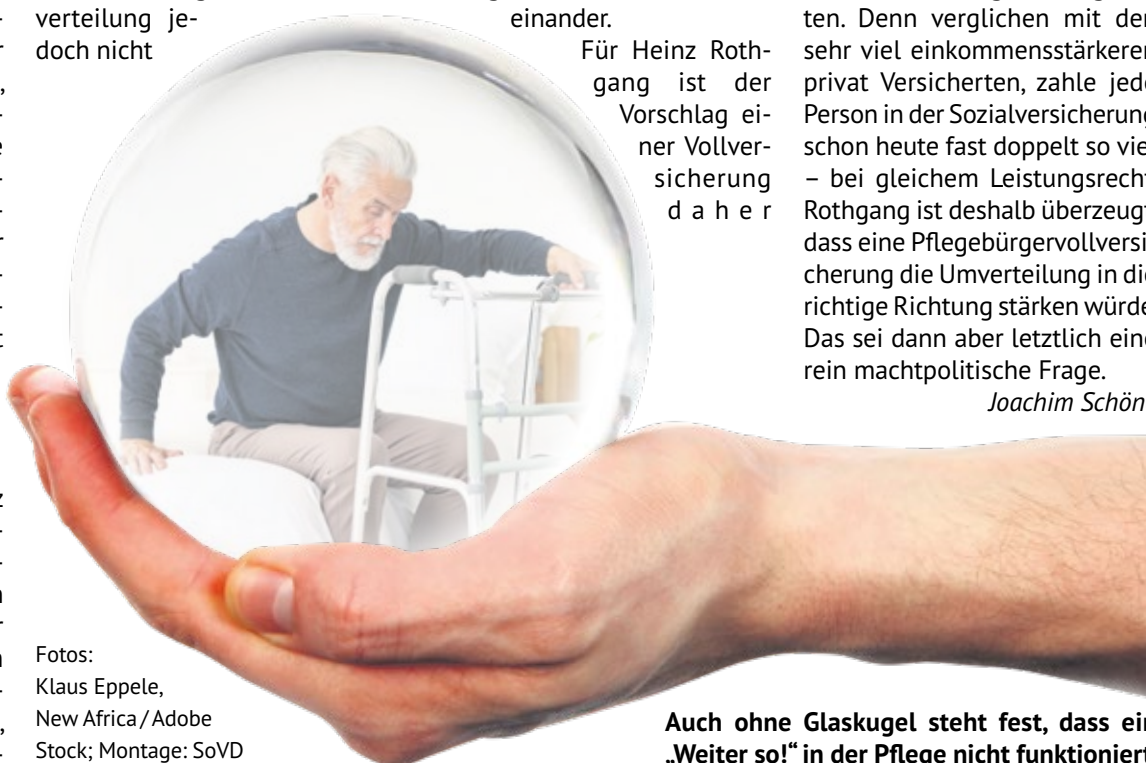 verteilung je-
doch nicht
einander.
Für Heinz Roth-
gang ist der
Vorschlag ei-
ner Vollver-
sicherung
daher
ten. Denn verglichen mit den
sehr viel einkommensstärkeren
privat Versicherten, zahle jede
Person in der Sozialversicherung
schon heute fast doppelt so viel
– bei gleichem Leistungsrecht.
Rothgang ist deshalb überzeugt,
dass eine Pflegebürgervollversi-
cherung die Umverteilung in die
richtige Richtung stärken würde.
Das sei dann aber letztlich eine
rein machtpolitische Frage.
Joachim Schön
Fotos:
Klaus Eppele,
New Africa / Adobe
Stock; Montage: SoVD
Auch ohne Glaskugel steht fest, dass ein
„Weiter so!“ in der Pflege nicht funktioniert